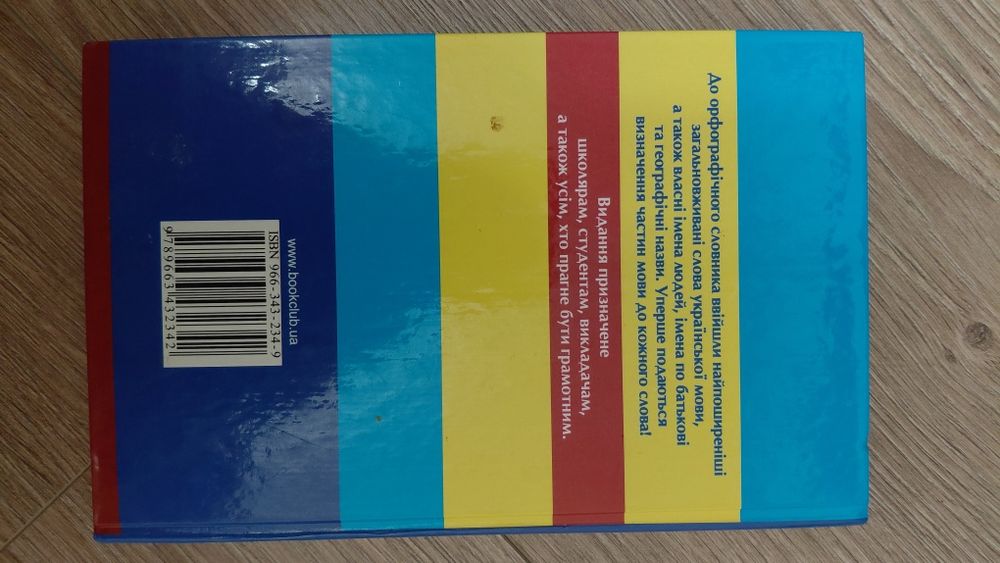 До орфографічного словника ввійшли найпоширеніші
загальновживані слова української мови,
а також власні імена людей, імена по батькові
та географічні назви. Уперше подаються
визначення частин мови до кожного слова!
Видання призначене
школярам, студентам, викладачам,
а також усім, хто прагне бути грамотним.
www.bookclub.ua
ISBN 966-343-234-9
9789663432342